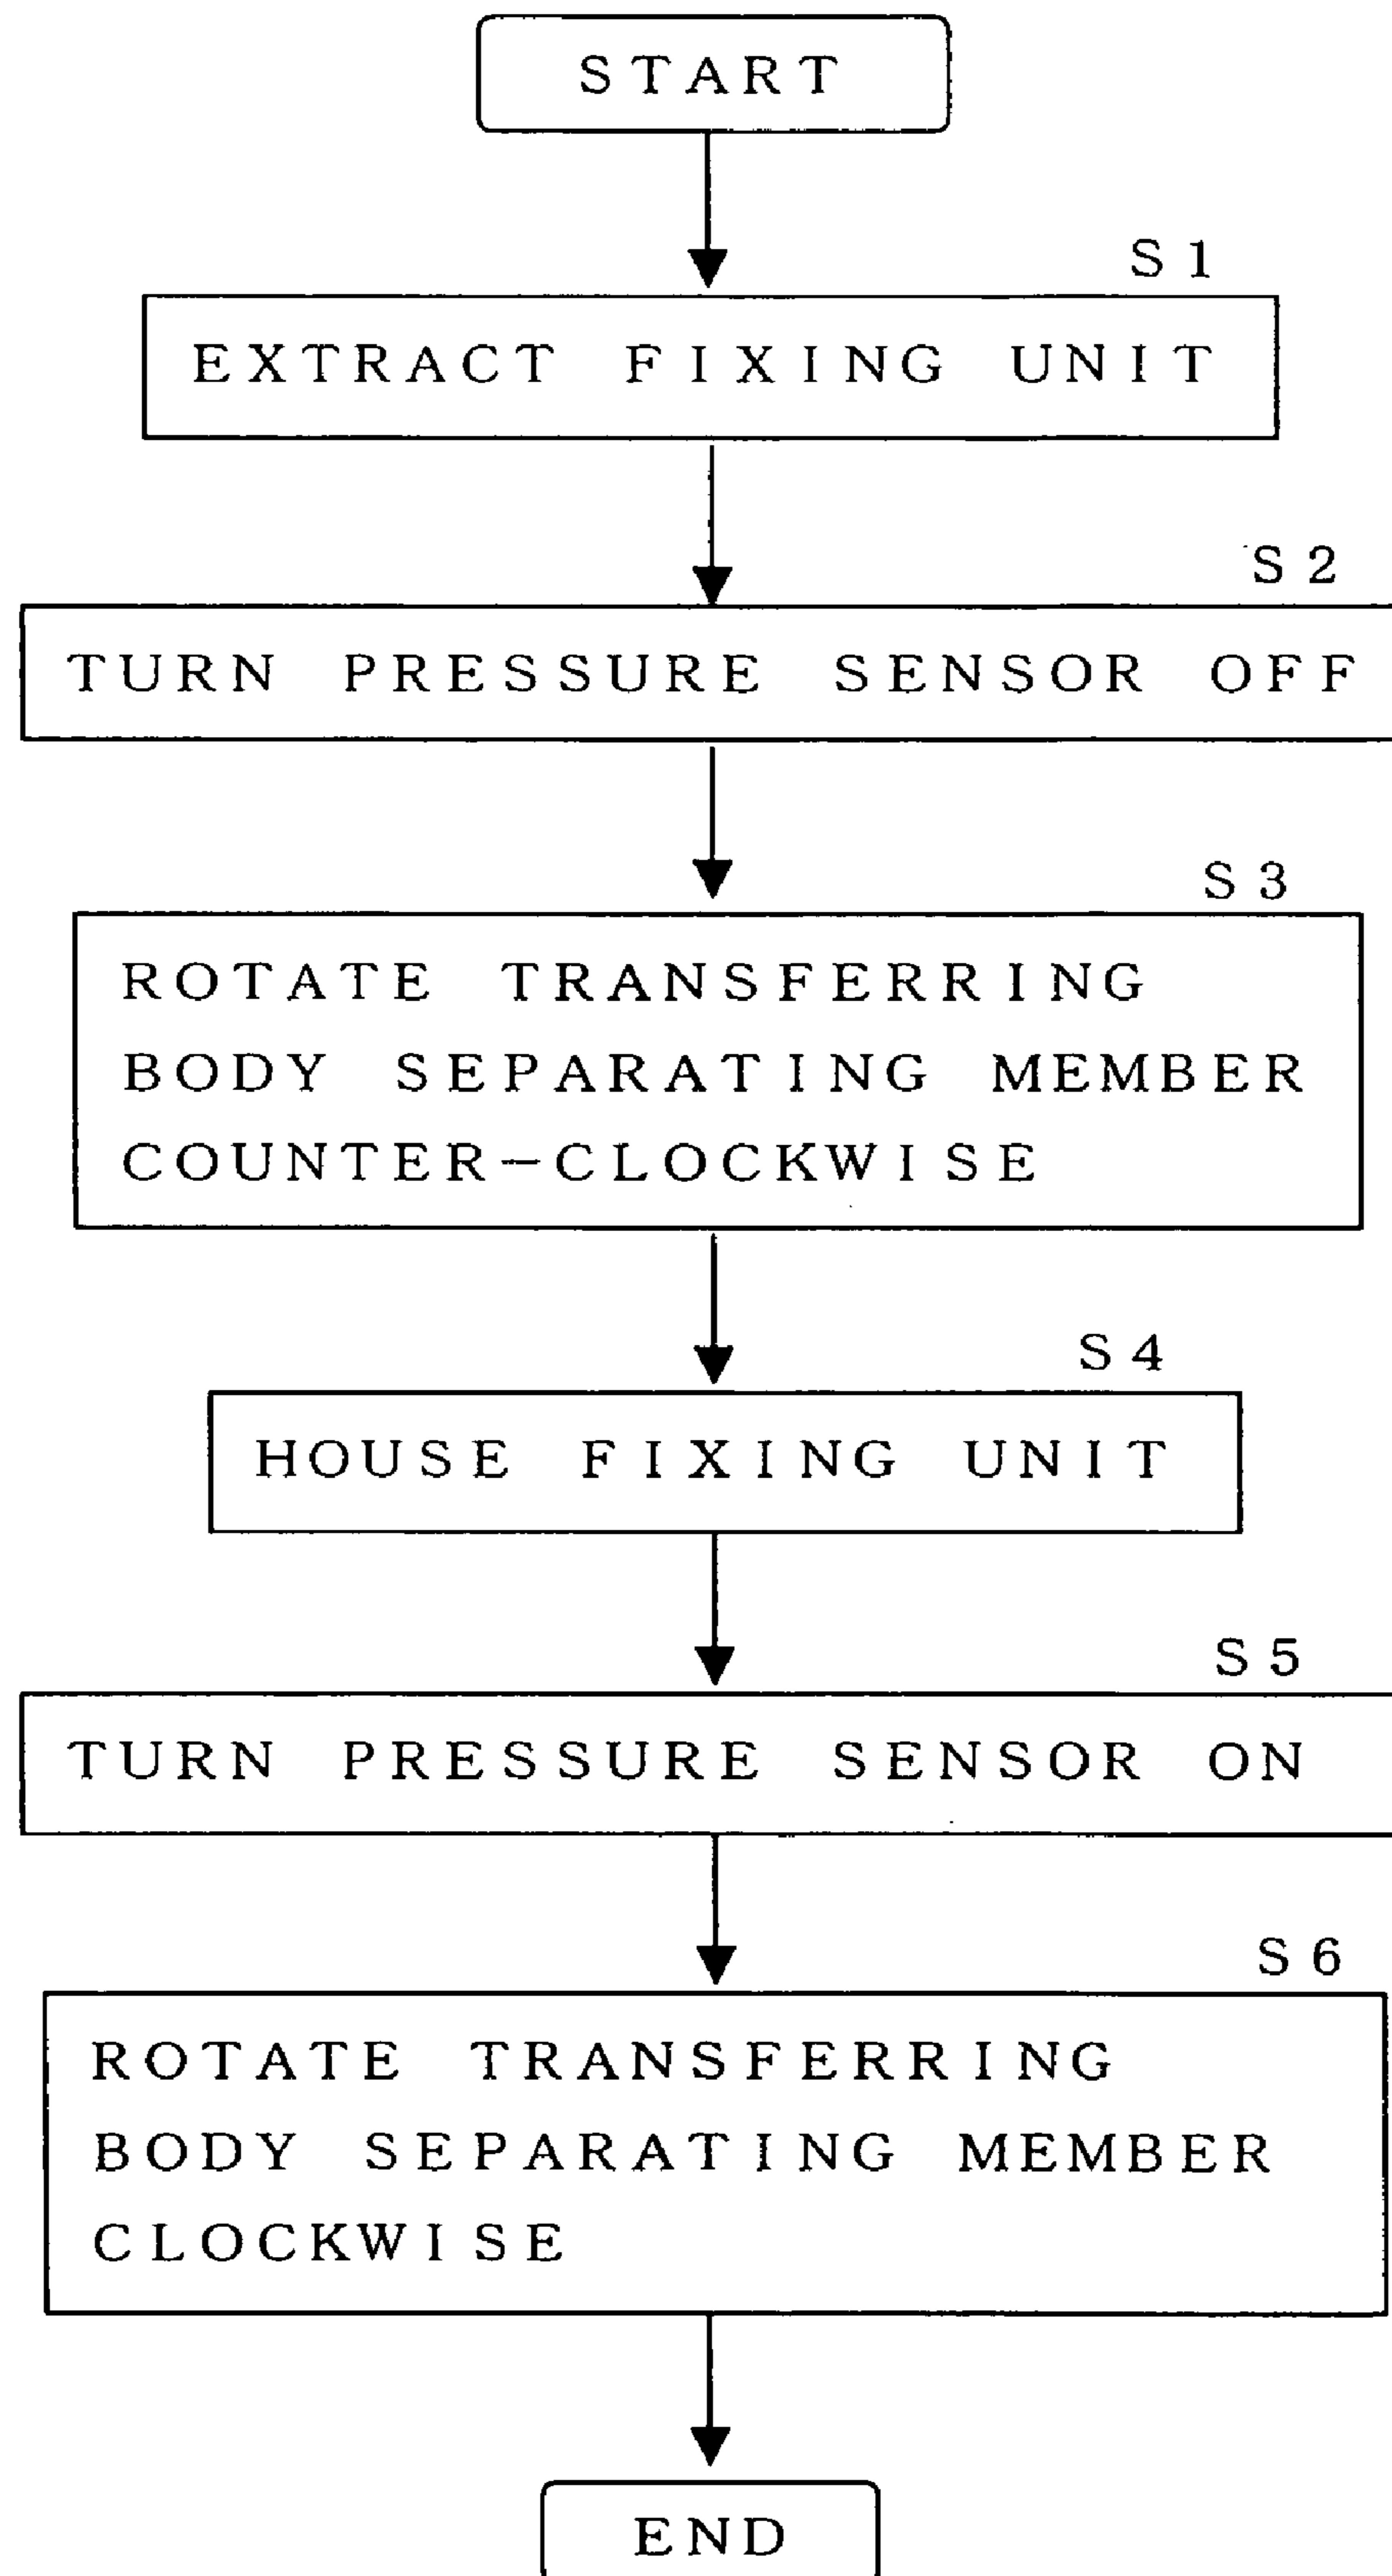 START
S1
EXTRACT FIXING UNIT
S2
TURN PRESSURE SENSOR OFF
S3
ROTATE TRANSFERRING
BODY SEPARATING MEMBER
COUNTER-CLOCKWISE
S4
HOUSE FIXING UNIT
S5
TURN PRESSURE SENSOR ON
S6
ROTATE TRANSFERRING
BODY SEPARATING MEMBER
CLOCKWISE
END